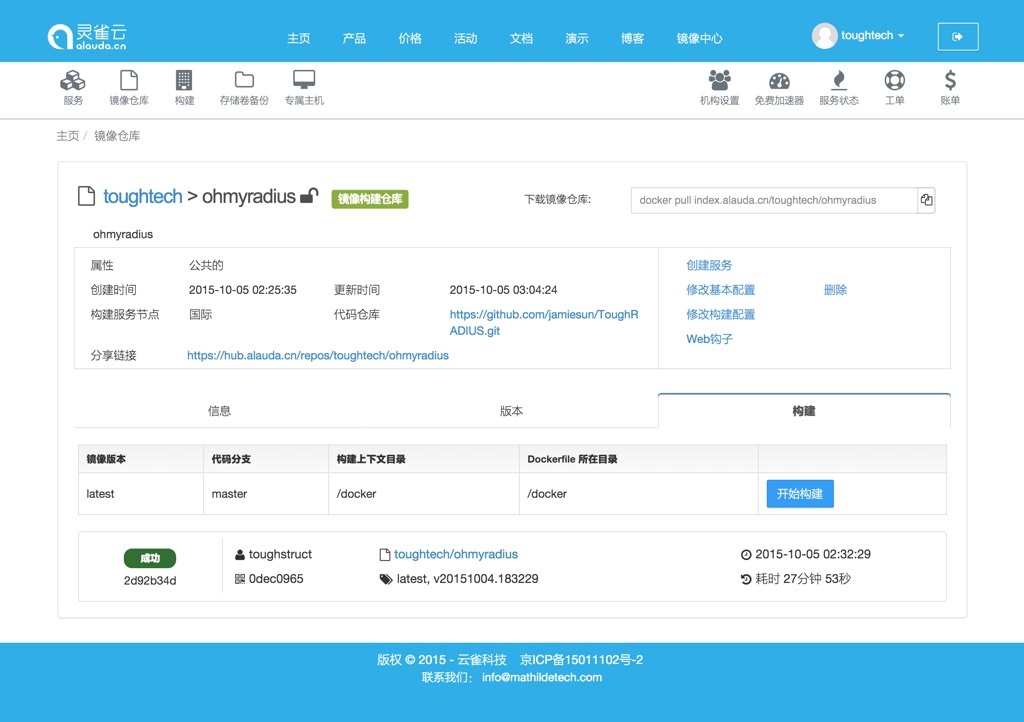 灵雀云
alauda.cn
主页 产品 价格 活动 文档 演示 博客 镜像中心
toughtech
服务 镜像仓库 构建 存储卷备份 专属主机 机构设置 免费加速器 服务状态 工单 账单
主页 / 镜像仓库
toughtech > ohmyradius 镜像构建仓库 下载镜像仓库: docker pull index.alauda.cn/toughtech/ohmyradius
ohmyradius
属性 公共的 创建服务
创建时间 2015-10-05 02:25:35 更新时间 2015-10-05 03:04:24 修改基本配置 删除
构建服务节点 国际 代码仓库 https://github.com/jamiesun/ToughR 修改构建配置
ADIUS.git
Web钩子
分享链接 https://hub.alauda.cn/repos/toughtech/ohmyradius
信息 版本 构建
镜像版本 代码分支 构建上下文目录 Dockerfile 所在目录
latest master /docker /docker 开始构建
成功 toughstruct toughtech/ohmyradius 2015-10-05 02:32:29
2d92b34d 0dec0965 latest, v20151004.183229 耗时 27分钟 53秒
版权 © 2015 - 云雀科技 京ICP备15011102号-2
联系我们: info@mathildetech.com